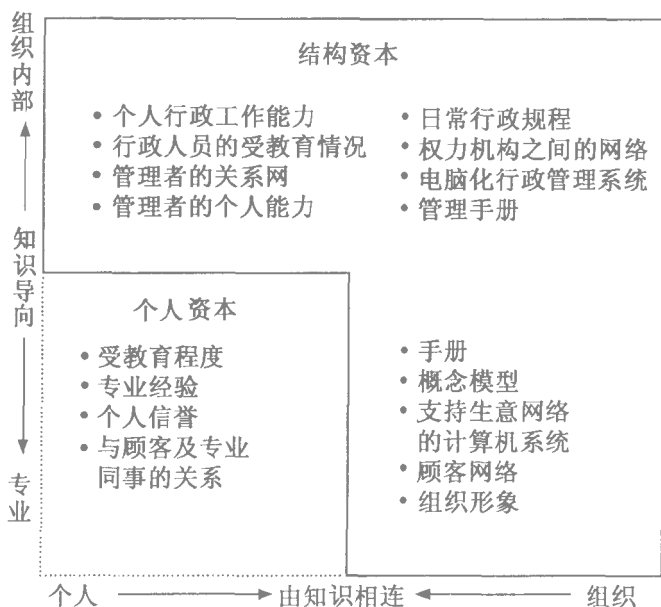 组织内部
知识导向
专业
结构资本
• 个人行政工作能力
• 行政人员的受教育情况
• 管理者的关系网
• 管理者的个人能力
• 日常行政规程
• 权力机构之间的网络
• 电脑化行政管理系统
• 管理手册
个人资本
• 受教育程度
• 专业经验
• 个人信誉
• 与顾客及专业
同事的关系
• 手册
• 概念模型
• 支持生意网络
的计算机系统
• 顾客网络
• 组织形象
个人
由知识相连
组织